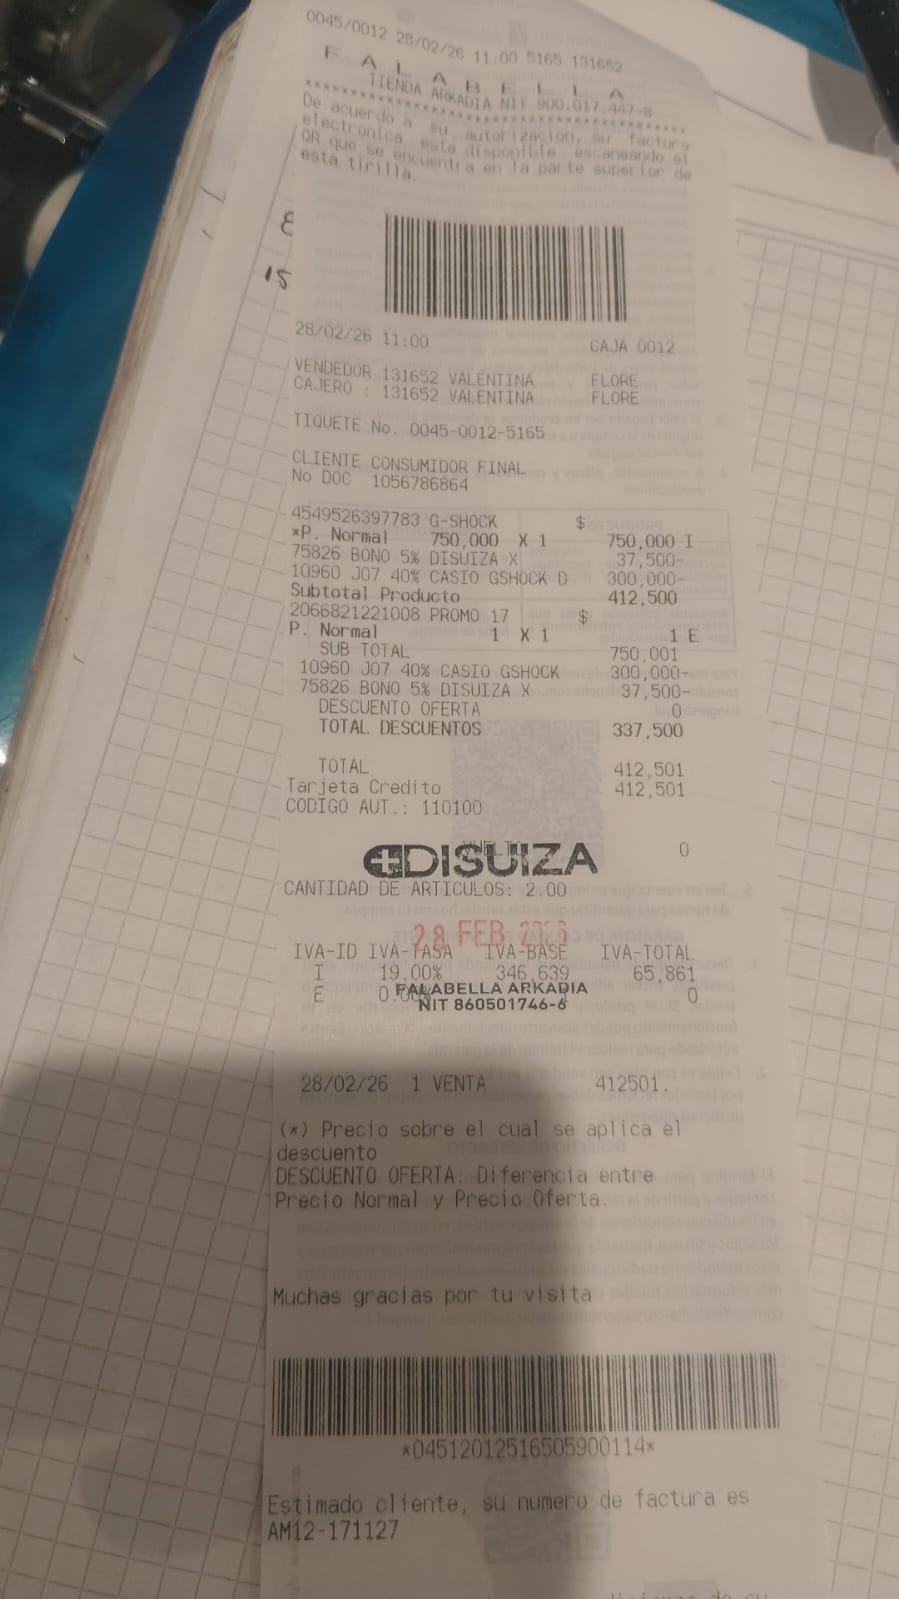 0045/0012 28/02/26 11:00 5165 131652
F A L A B E L L A
TIENDA ARKADIA NIT 900.017.447-8
****************************************
De acuerdo a su autorizacion, su factura
electronica esta disponible escaneando el
QR que se encuentra en la parte superior de
esta tirilla.
15
28/02/26 11:00 CAJA 0012
VENDEDOR 131652 VALENTINA FLORE
CAJERO : 131652 VALENTINA FLORE
TIQUETE No. 0045-0012-5165
CLIENTE CONSUMIDOR FINAL
No DOC 1056786864
4549526397783 G-SHOCK $
*P. Normal 750,000 X 1 750,000 I
75826 BONO 5% DISUIZA X 37,500-
10960 J07 40% CASIO GSHOCK D 300,000-
Subtotal Producto 412,500
2066821221008 PROMO 17 $
P. Normal 1 X 1 1 E
SUB TOTAL 750,001
10960 J07 40% CASIO GSHOCK 300,000-
75826 BONO 5% DISUIZA X 37,500-
DESCUENTO OFERTA 0
TOTAL DESCUENTOS 337,500
TOTAL 412,501
Tarjeta Credito 412,501
CODIGO AUT.: 110100
0
DISUIZA
CANTIDAD DE ARTICULOS: 2.00
28 FEB 2026
IVA-ID IVA-TASA IVA-BASE IVA-TOTAL
I 19.00% 346,639 65,861
E 0.00% 0
FALABELLA ARKADIA
NIT 860501746-6
28/02/26 1 VENTA 412501.
(*) Precio sobre el cual se aplica el
descuento
DESCUENTO OFERTA: Diferencia entre
Precio Normal y Precio Oferta.
Muchas gracias por tu visita
*04512012516505900114*
Estimado cliente, su numero de factura es
AM12-171127